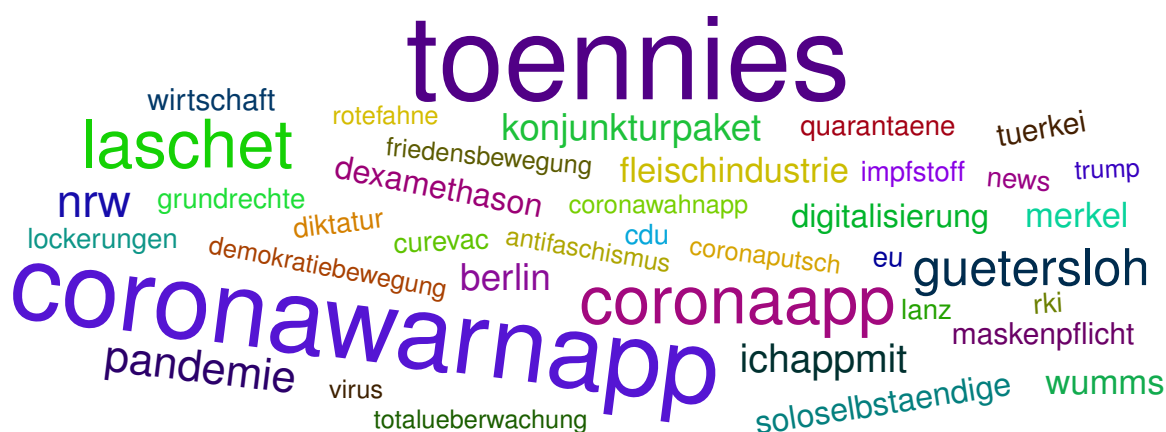 toennies
wirtschaft
rotefahne
laschet
konjunkturpaket
quarantaene
tuerkei
friedensbewegung
fleischindustrie
impfstoff
news
trump
dexamethason
nrw
grundrechte
coronawahnapp
digitalisierung
merkel
diktatur
lockerungen
curevac
antifaschismus
cdu
coronaputsch
eu
demokratiebewegung
berlin
guetersloh
coronawarnapp
coronaapp
lanz
rki
maskenpflicht
pandemie
ichappmit
virus
wumms
soloselbstaendige
totalueberwachung